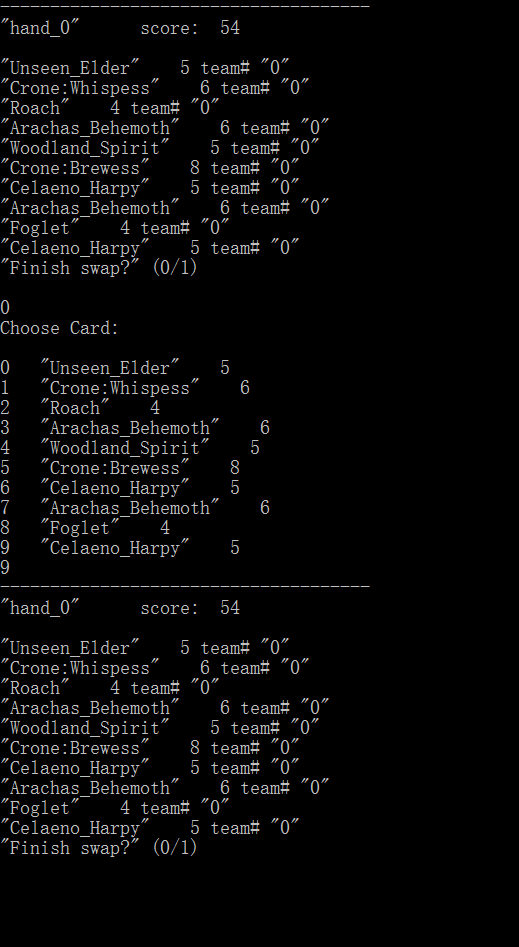 -------------------------------------
"hand_0"      score:  54
"Unseen_Elder"    5 team# "0"
"Crone:Whispess"    6 team# "0"
"Roach"    4 team# "0"
"Arachas_Behemoth"    6 team# "0"
"Woodland_Spirit"    5 team# "0"
"Crone:Brewess"    8 team# "0"
"Celaeno_Harpy"    5 team# "0"
"Arachas_Behemoth"    6 team# "0"
"Foglet"    4 team# "0"
"Celaeno_Harpy"    5 team# "0"
"Finish swap?" (0/1)
0
Choose Card:
0   "Unseen_Elder"    5
1   "Crone:Whispess"    6
2   "Roach"    4
3   "Arachas_Behemoth"    6
4   "Woodland_Spirit"    5
5   "Crone:Brewess"    8
6   "Celaeno_Harpy"    5
7   "Arachas_Behemoth"    6
8   "Foglet"    4
9   "Celaeno_Harpy"    5
9
-------------------------------------
"hand_0"      score:  54
"Unseen_Elder"    5 team# "0"
"Crone:Whispess"    6 team# "0"
"Roach"    4 team# "0"
"Arachas_Behemoth"    6 team# "0"
"Woodland_Spirit"    5 team# "0"
"Crone:Brewess"    8 team# "0"
"Celaeno_Harpy"    5 team# "0"
"Arachas_Behemoth"    6 team# "0"
"Foglet"    4 team# "0"
"Celaeno_Harpy"    5 team# "0"
"Finish swap?" (0/1)